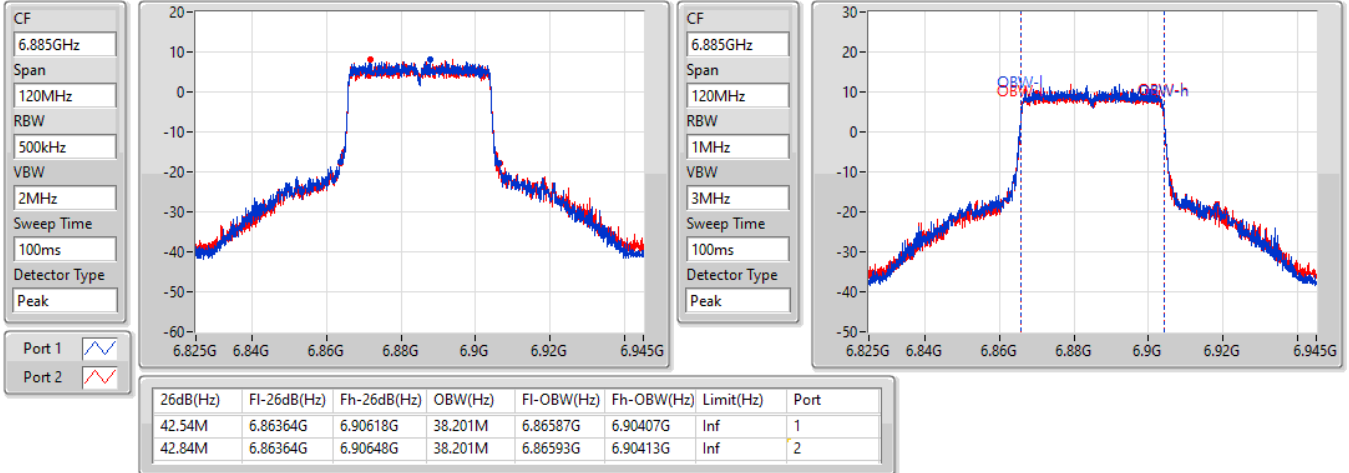 CF
6.885GHz
Span
120MHz
RBW
500kHz
VBW
2MHz
Sweep Time
100ms
Detector Type
Peak
Port 1
Port 2
20
10
0
-10
-20
-30
-40
-50
-60
6.825G 6.84G 6.86G 6.88G 6.9G 6.92G 6.945G
CF
6.885GHz
Span
120MHz
RBW
1MHz
VBW
3MHz
Sweep Time
100ms
Detector Type
Peak
30
20
10
0
-10
-20
-30
-40
-50
OBW-l
OBW-h
6.825G 6.84G 6.86G 6.88G 6.9G 6.92G 6.945G
26dB(Hz) Fl-26dB(Hz) Fh-26dB(Hz) OBW(Hz) Fl-OBW(Hz) Fh-OBW(Hz) Limit(Hz) Port
42.54M 6.86364G 6.90618G 38.201M 6.86587G 6.90407G Inf 1
42.84M 6.86364G 6.90648G 38.201M 6.86593G 6.90413G Inf 2